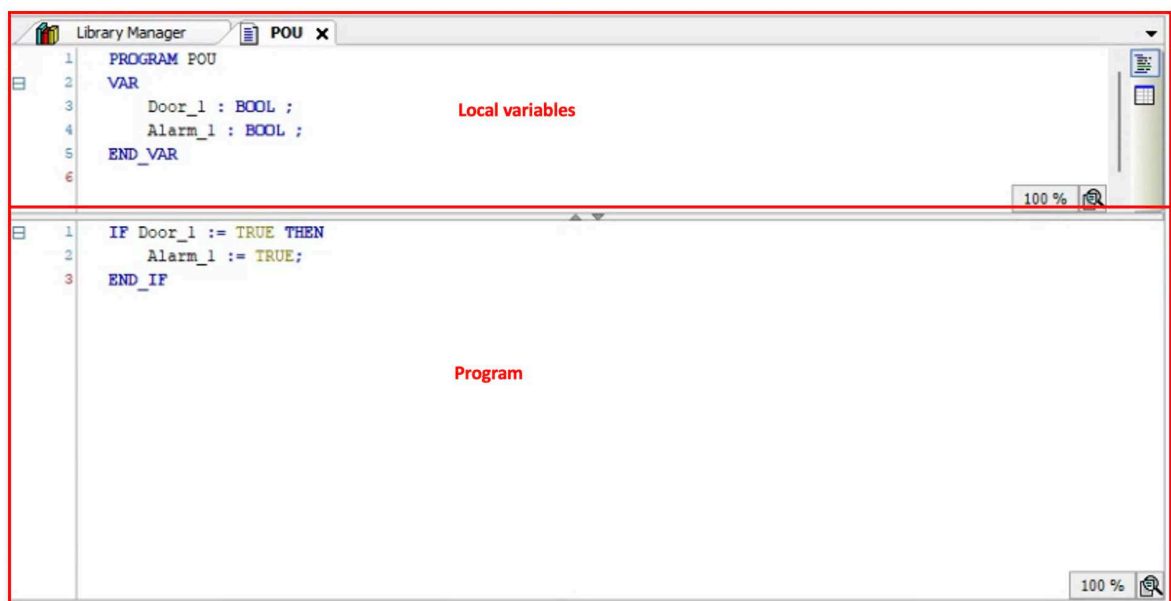 Library Manager POU X
1 PROGRAM POU
2 VAR
3 Door_1 : BOOL ;
4 Alarm_1 : BOOL ;
5 END_VAR
6
Local variables
100 %
1 IF Door_1 := TRUE THEN
2 Alarm_1 := TRUE;
3 END_IF
Program
100 %